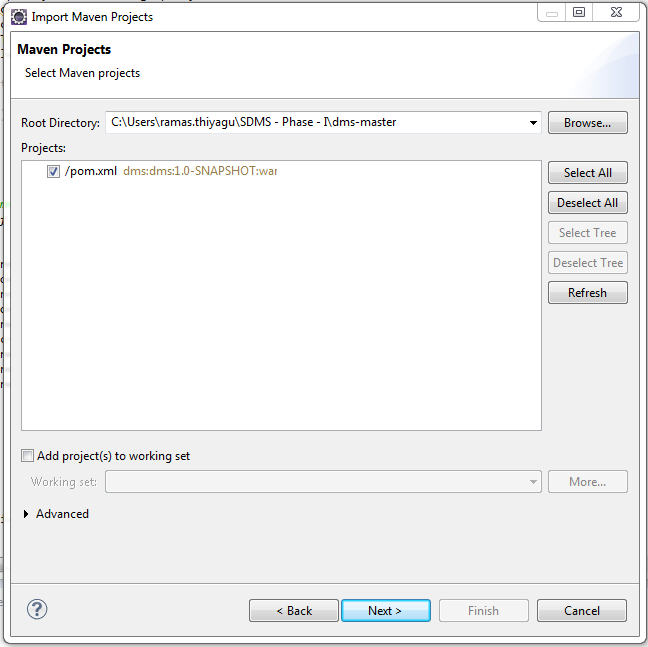 Import Maven Projects
Maven Projects
Select Maven projects
Root Directory: C:\Users\ramas.thiyagu\SDMS - Phase - I\dms-master Browse...
Projects:
/pom.xml dms:dms:1.0-SNAPSHOT:war
Select All
Deselect All
Select Tree
Deselect Tree
Refresh
Add project(s) to working set
Working set: More...
Advanced
? < Back Next > Finish Cancel